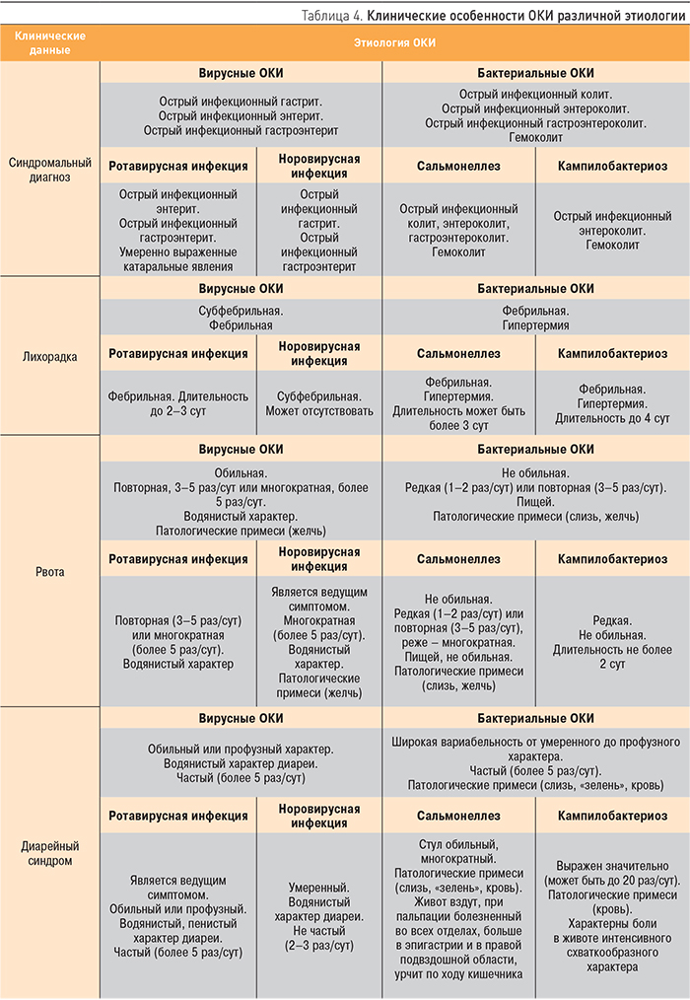 Таблица 4. Клинические особенности ОКИ различной этиологии
Клинические
данные
Этиология ОКИ
Синдромальный
диагноз
Вирусные ОКИ
Бактериальные ОКИ
Острый инфекционный гастрит.
Острый инфекционный энтерит.
Острый инфекционный гастроэнтерит
Острый инфекционный колит.
Острый инфекционный энтероколит.
Острый инфекционный гастроэнтероколит.
Гемоколит
Ротавирусная инфекция
Норовирусная
инфекция
Сальмонеллез
Кампилобактериоз
Острый инфекционный
энтерит.
Острый инфекционный
гастроэнтерит.
Умеренно выраженные
катаральные явления
Острый
инфекционный
гастрит.
Острый
инфекционный
гастроэнтерит
Острый инфекционный
колит, энтероколит,
гастроэнтероколит.
Гемоколит
Острый инфекционный
энтероколит.
Гемоколит
Лихорадка
Вирусные ОКИ
Бактериальные ОКИ
Субфебрильная.
Фебрильная
Фебрильная.
Гипертермия
Ротавирусная инфекция
Норовирусная
инфекция
Сальмонеллез
Кампилобактериоз
Фебрильная. Длительность
до 2–3 сут
Субфебрильная.
Может отсутствовать
Фебрильная.
Гипертермия.
Длительность может быть
более 3 сут
Фебрильная.
Гипертермия.
Длительность до 4 сут
Рвота
Вирусные ОКИ
Бактериальные ОКИ
Обильная.
Повторная, 3–5 раз/сут или многократная, более
5 раз/сут.
Водянистый характер.
Патологические примеси (желчь)
Не обильная.
Редкая (1–2 раз/сут) или повторная (3–5 раз/сут).
Пищей.
Патологические примеси (слизь, желчь)
Ротавирусная инфекция
Норовирусная
инфекция
Сальмонеллез
Кампилобактериоз
Повторная (3–5 раз/сут)
или многократная
(более 5 раз/сут).
Водянистый характер
Является ведущим
симптомом.
Многократная
(более 5 раз/сут).
Водянистый
характер.
Патологические
примеси (желчь)
Не обильная.
Редкая (1–2 раз/сут) или
повторная (3–5 раз/сут),
реже – многократная.
Пищей, не обильная.
Патологические примеси
(слизь, желчь)
Редкая.
Не обильная.
Длительность не более
2 сут
Диарейный
синдром
Вирусные ОКИ
Бактериальные ОКИ
Обильный или профузный характер.
Водянистый характер диареи.
Частый (более 5 раз/сут)
Широкая вариабельность от умеренного до профузного
характера.
Частый (более 5 раз/сут).
Патологические примеси (слизь, «зелень», кровь)
Ротавирусная инфекция
Норовирусная
инфекция
Сальмонеллез
Кампилобактериоз
Является ведущим
симптомом.
Обильный или профузный.
Водянистый, пенистый
характер диареи.
Частый (более 5 раз/сут)
Умеренный.
Водянистый
характер диареи.
Не частый
(2–3 раз/сут)
Стул обильный,
многократный.
Патологические примеси
(слизь, «зелень», кровь).
Живот вздут, при
пальпации болезненный
во всех отделах, больше
в эпигастрии и в правой
подвздошной области,
урчит по ходу кишечника
Выражен значительно
(может быть до 20 раз/сут).
Патологические примеси
(кровь).
Характерны боли
в животе интенсивного
схваткообразного
характера